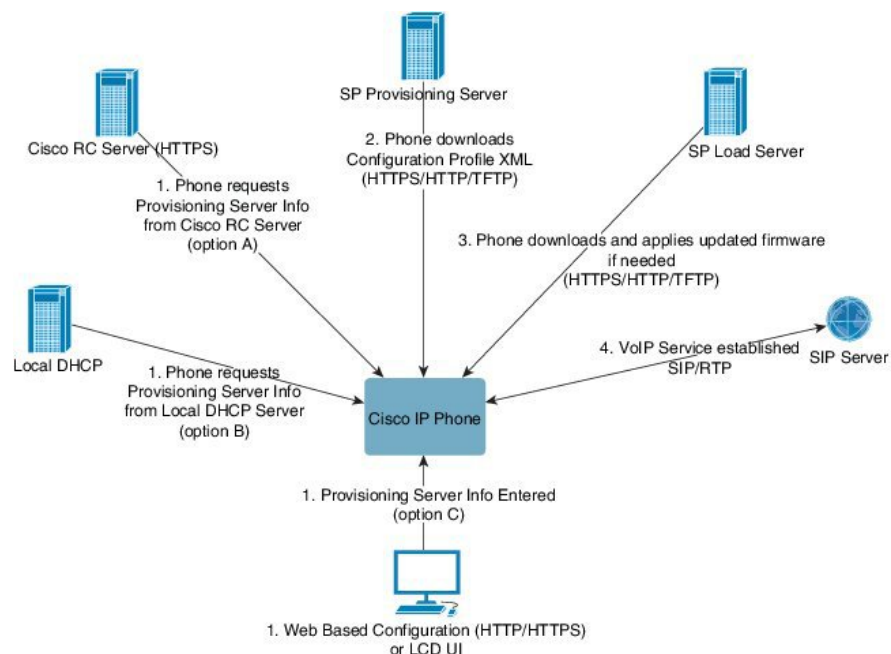 SP Provisioning Server
Cisco RC Server (HTTPS)
SP Load Server
2. Phone downloads
Configuration Profile XML
(HTTPS/HTTP/TFTP)
1. Phone requests
Provisioning Server Info
from Cisco RC Server
(option A)
3. Phone downloads and applies updated firmware
if needed
(HTTPS/HTTP/TFTP)
Local DHCP
1. Phone requests
Provisioning Server Info
from Local DHCP Server
(option B)
4. VoIP Service established
SIP/RTP
SIP Server
Cisco IP Phone
1. Provisioning Server Info Entered
(option C)
1. Web Based Configuration (HTTP/HTTPS)
or LCD UI